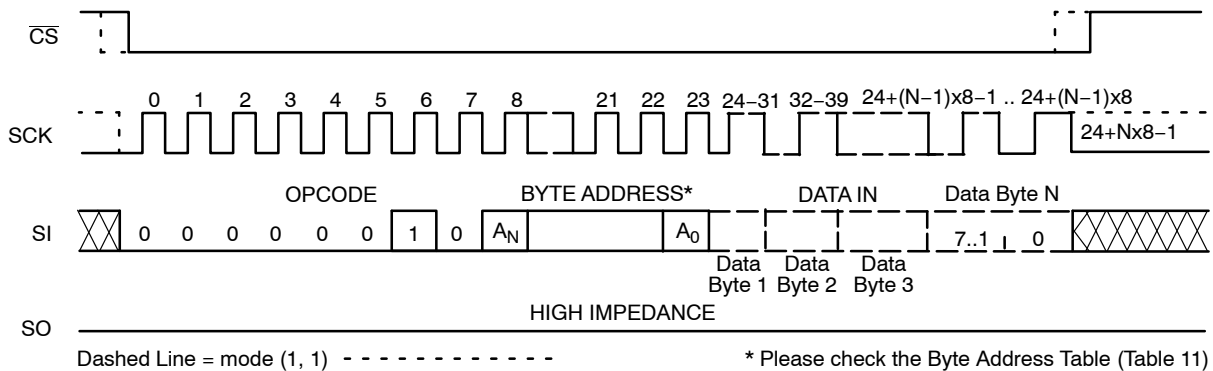 CS
0 1 2 3 4 5 6 7 8 21 22 23 24–31 32–39 24+(N–1)x8–1 .. 24+(N–1)x8
SCK
24+Nx8–1
OPCODE BYTE ADDRESS* DATA IN Data Byte N
SI 0 0 0 0 0 0 1 0 AN A0 7..1 0
Data Byte 1
Data Byte 2
Data Byte 3
HIGH IMPEDANCE
SO
Dashed Line = mode (1, 1) * Please check the Byte Address Table (Table 11)